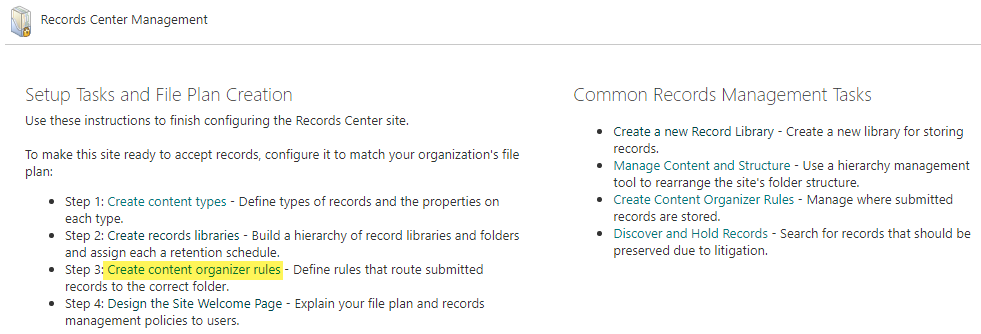 Records Center Management
Setup Tasks and File Plan Creation
Use these instructions to finish configuring the Records Center site.
To make this site ready to accept records, configure it to match your organization's file
plan:
• Step 1: Create content types - Define types of records and the properties on
each type.
• Step 2: Create records libraries - Build a hierarchy of record libraries and folders
and assign each a retention schedule.
• Step 3: Create content organizer rules - Define rules that route submitted
records to the correct folder.
• Step 4: Design the Site Welcome Page - Explain your file plan and records
management policies to users.
Common Records Management Tasks
• Create a new Record Library - Create a new library for storing
records.
• Manage Content and Structure - Use a hierarchy management
tool to rearrange the site's folder structure.
• Create Content Organizer Rules - Manage where submitted
records are stored.
• Discover and Hold Records - Search for records that should be
preserved due to litigation.